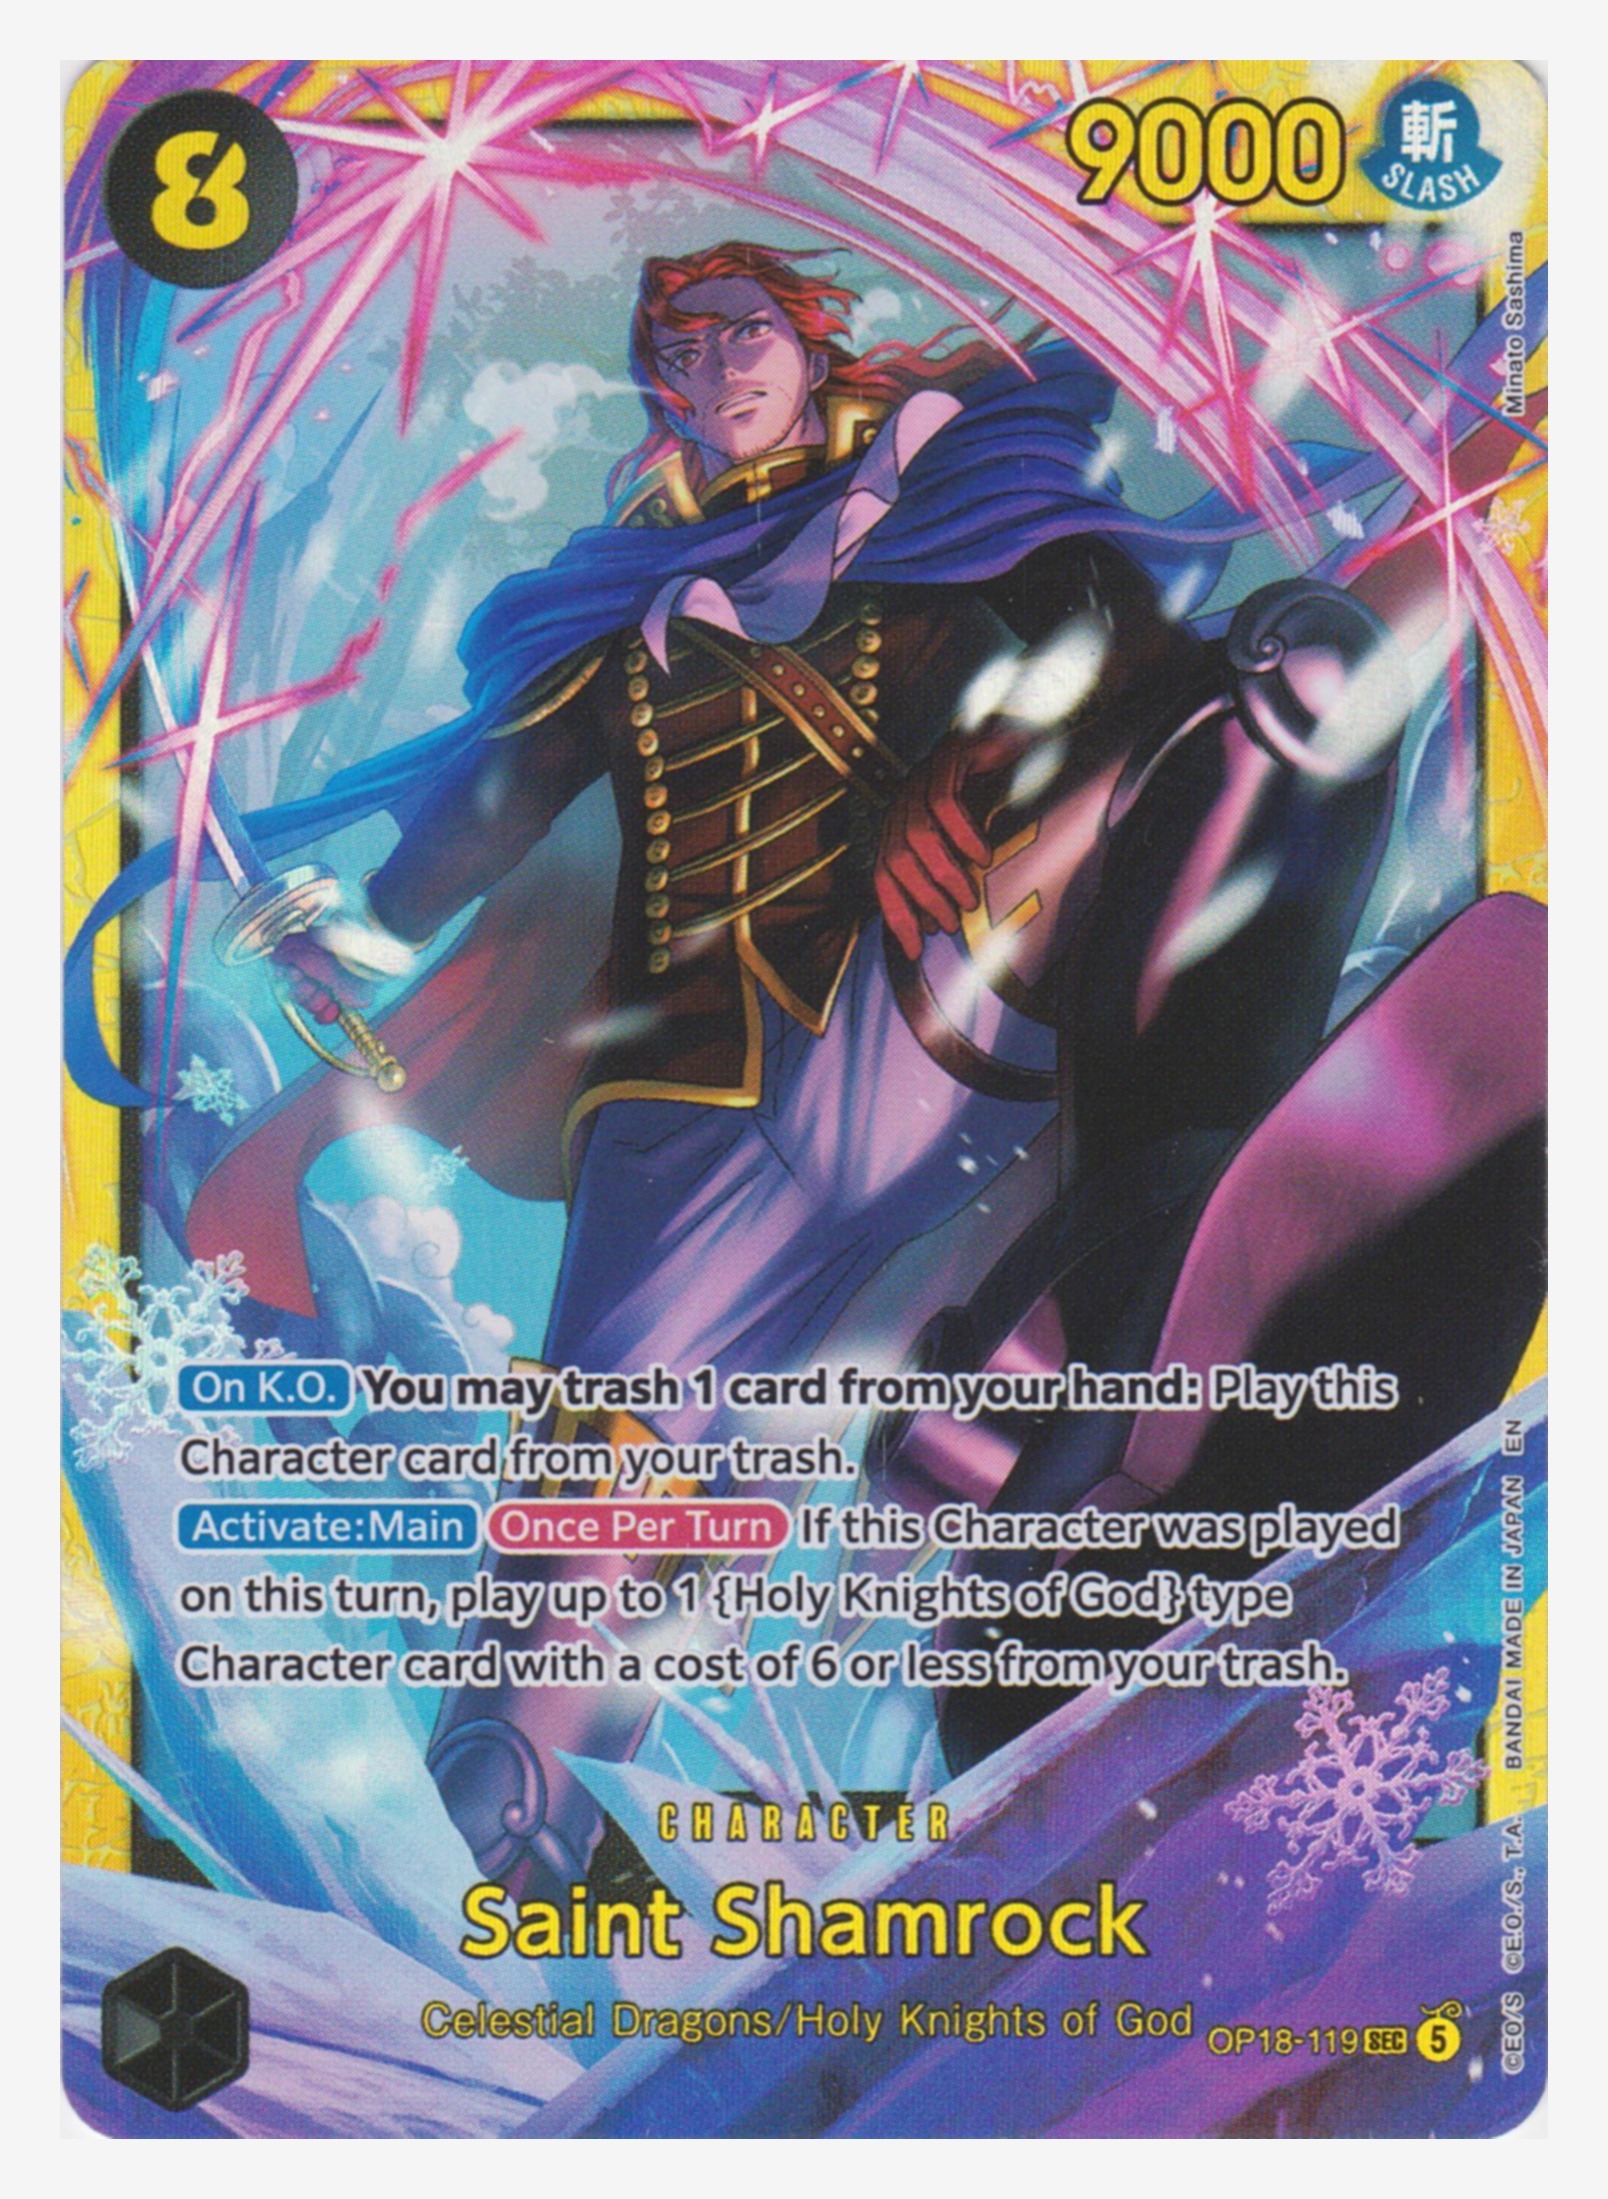 8
9000
斬
SLASH
Minato Sashima
On K.O. You may trash 1 card from your hand: Play this
Character card from your trash.
Activate:Main Once Per Turn If this Character was played
on this turn, play up to 1 {Holy Knights of God} type
Character card with a cost of 6 or less from your trash.
CHARACTER
Saint Shamrock
Celestial Dragons/Holy Knights of God
OP18-119 SEC 5
©EO/S ©E.O./S., T.A. BANDAI MADE IN JAPAN EN